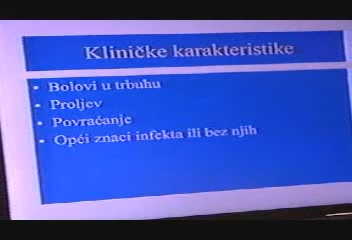 Kliničke karakteristike
• Bolovi u trbuhu
• Proljev
• Povraćanje
• Opći znaci infekta ili bez njih